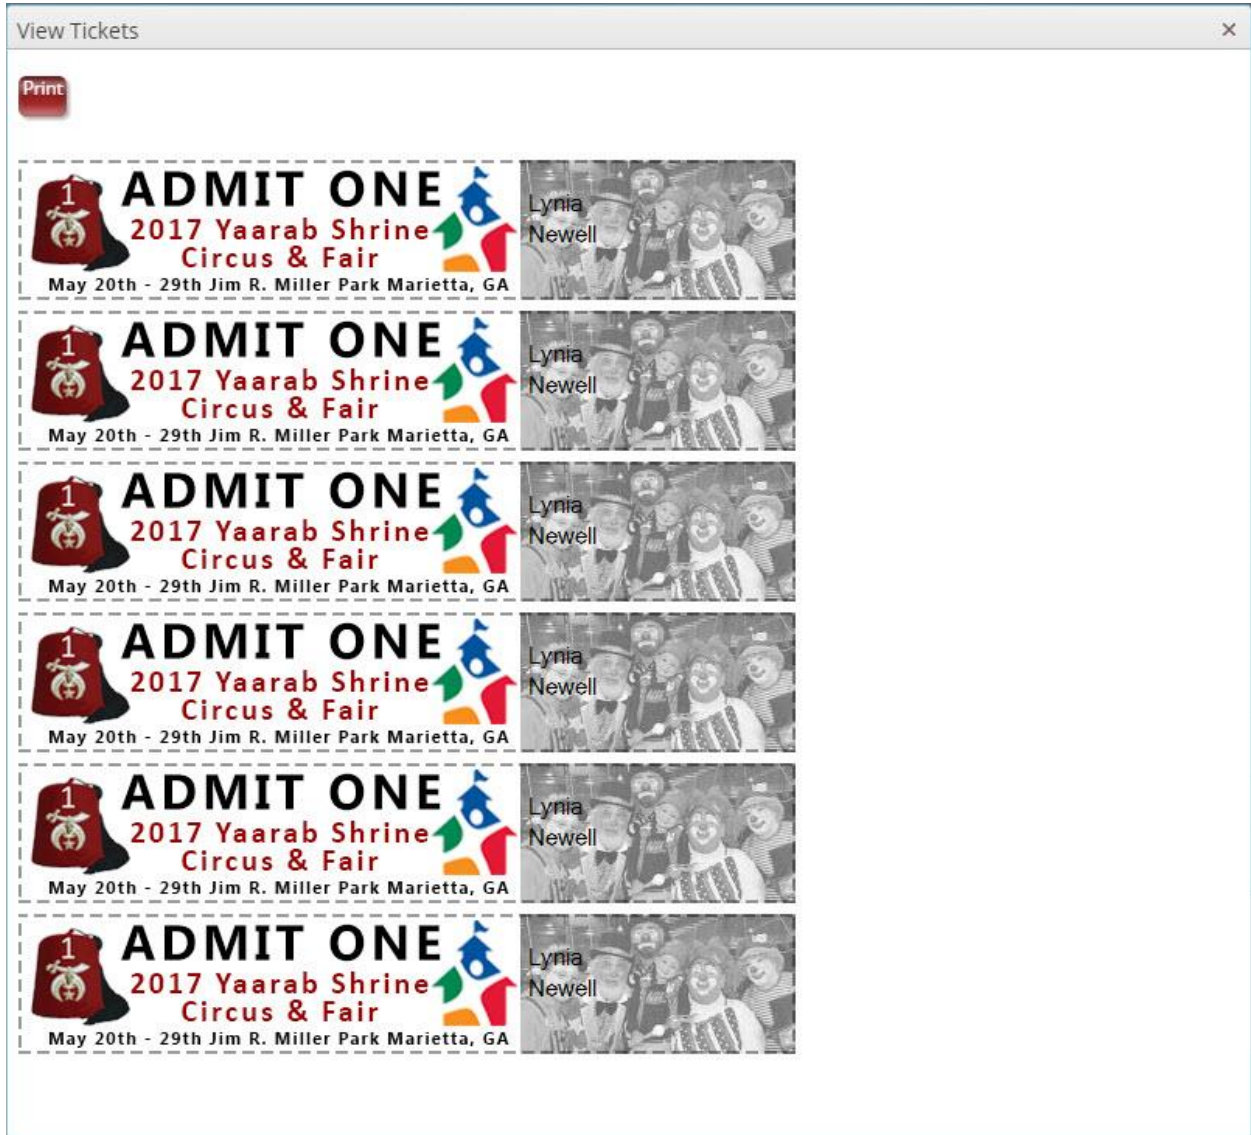 View Tickets
×
Print
1
ADMIT ONE
2017 Yaarab Shrine
Circus & Fair
May 20th - 29th Jim R. Miller Park Marietta, GA
Lynia
Newell
1
ADMIT ONE
2017 Yaarab Shrine
Circus & Fair
May 20th - 29th Jim R. Miller Park Marietta, GA
Lynia
Newell
1
ADMIT ONE
2017 Yaarab Shrine
Circus & Fair
May 20th - 29th Jim R. Miller Park Marietta, GA
Lynia
Newell
1
ADMIT ONE
2017 Yaarab Shrine
Circus & Fair
May 20th - 29th Jim R. Miller Park Marietta, GA
Lynia
Newell
1
ADMIT ONE
2017 Yaarab Shrine
Circus & Fair
May 20th - 29th Jim R. Miller Park Marietta, GA
Lynia
Newell
1
ADMIT ONE
2017 Yaarab Shrine
Circus & Fair
May 20th - 29th Jim R. Miller Park Marietta, GA
Lynia
Newell